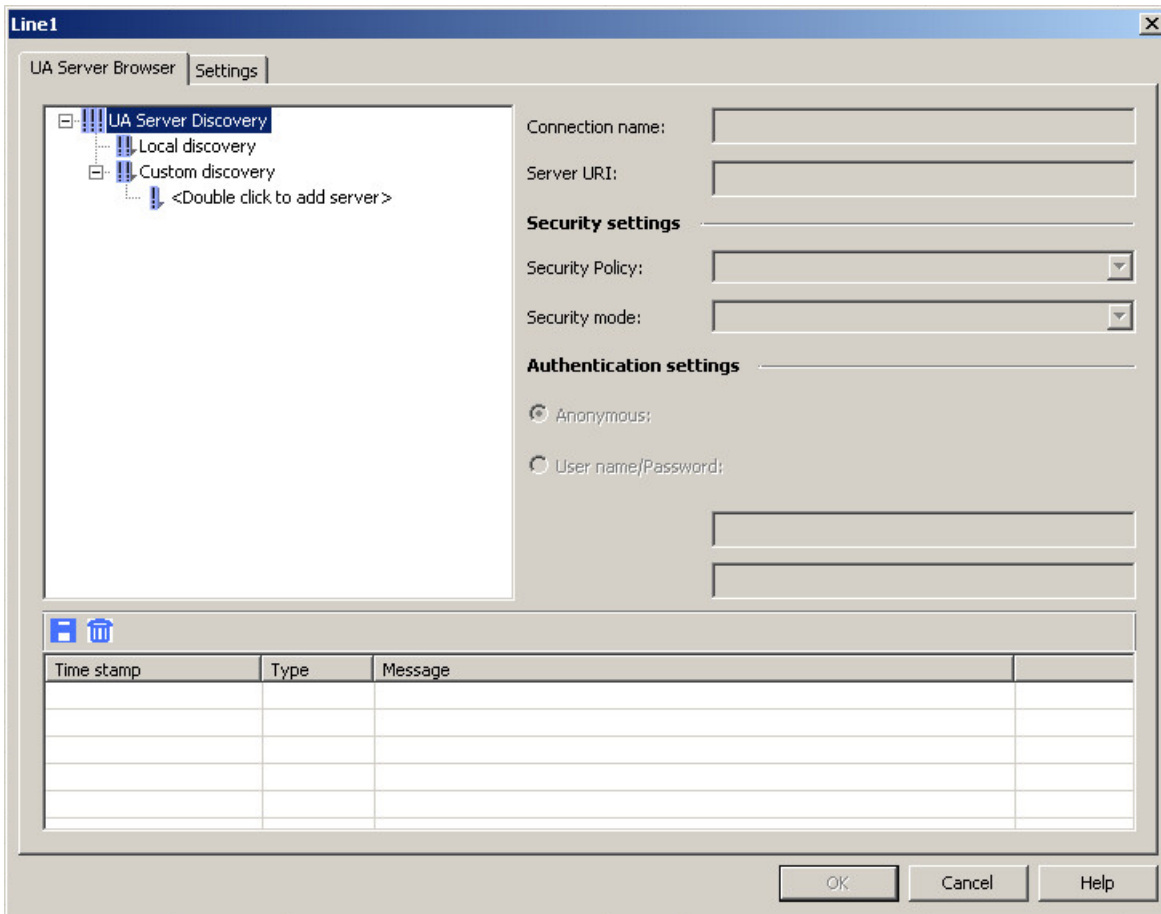 Line1
UA Server Browser
Settings
UA Server Discovery
Local discovery
Custom discovery
<Double click to add server>
Connection name:
Server URI:
Security settings
Security Policy:
Security mode:
Authentication settings
Anonymous:
User name/Password:
Time stamp Type Message
OK Cancel Help